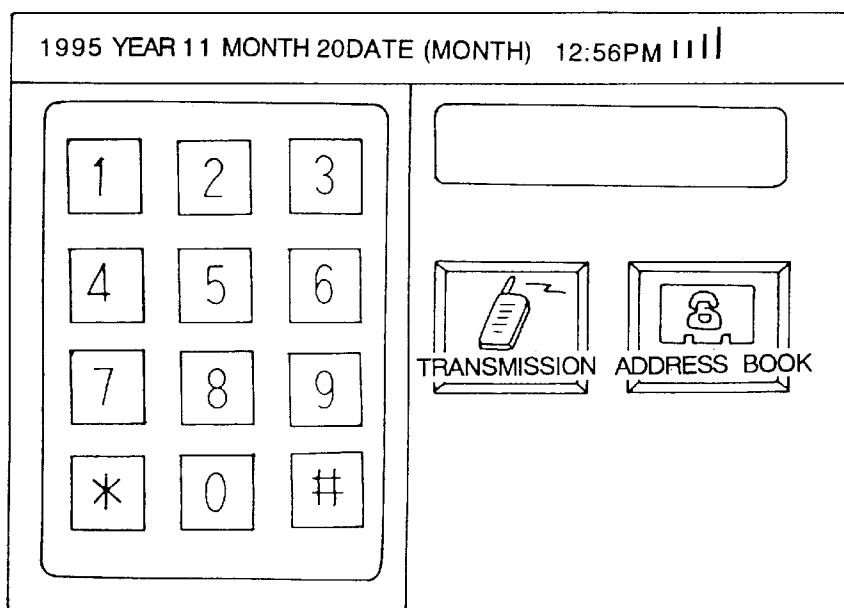 1995 YEAR 11 MONTH 20DATE (MONTH) 12:56PM
1 2 3
4 5 6
7 8 9
* 0 #
TRANSMISSION ADDRESS BOOK